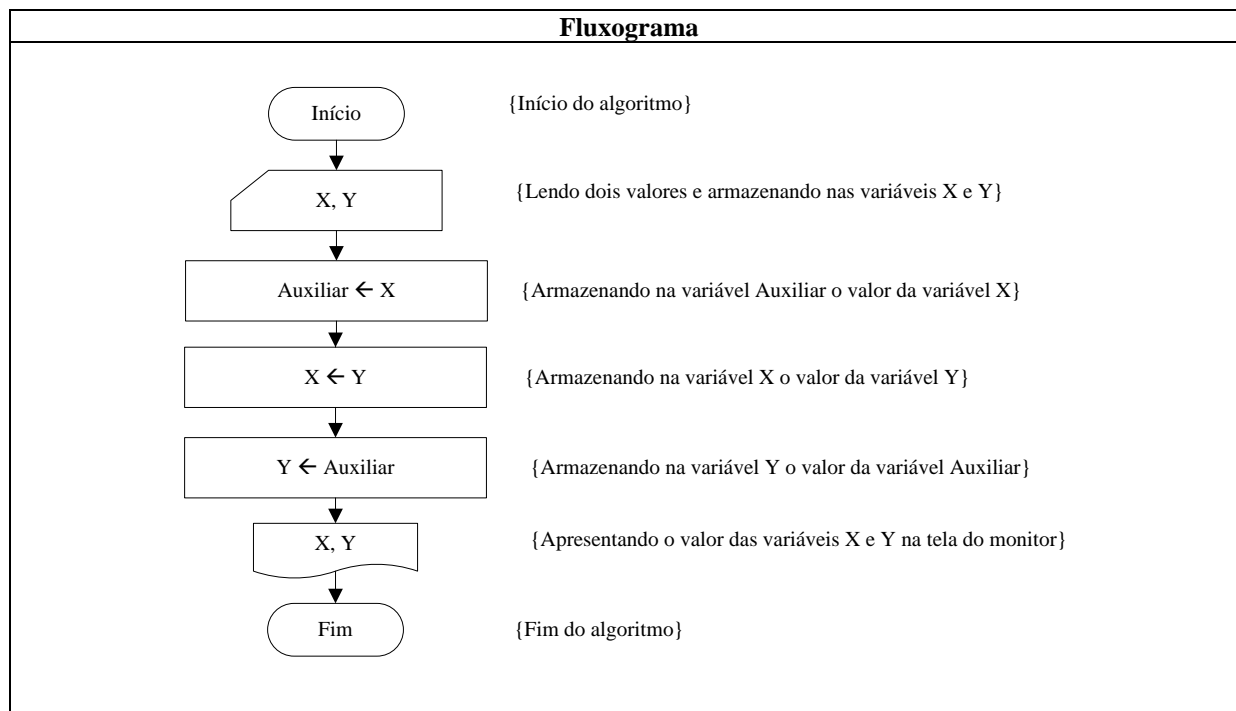 Fluxograma
Início
{Início do algoritmo}
X, Y
{Lendo dois valores e armazenando nas variáveis X e Y}
Auxiliar ← X
{Armazenando na variável Auxiliar o valor da variável X}
X ← Y
{Armazenando na variável X o valor da variável Y}
Y ← Auxiliar
{Armazenando na variável Y o valor da variável Auxiliar}
X, Y
{Apresentando o valor das variáveis X e Y na tela do monitor}
Fim
{Fim do algoritmo}